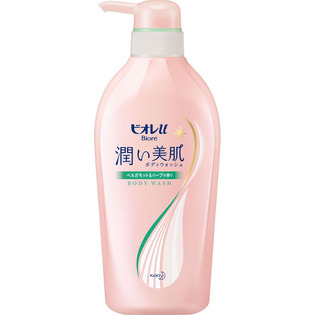 ビオレu
Bioré
潤い美肌
ボディウォッシュ
ベルガモット&ハーブの香り
BODY WASH
Kao